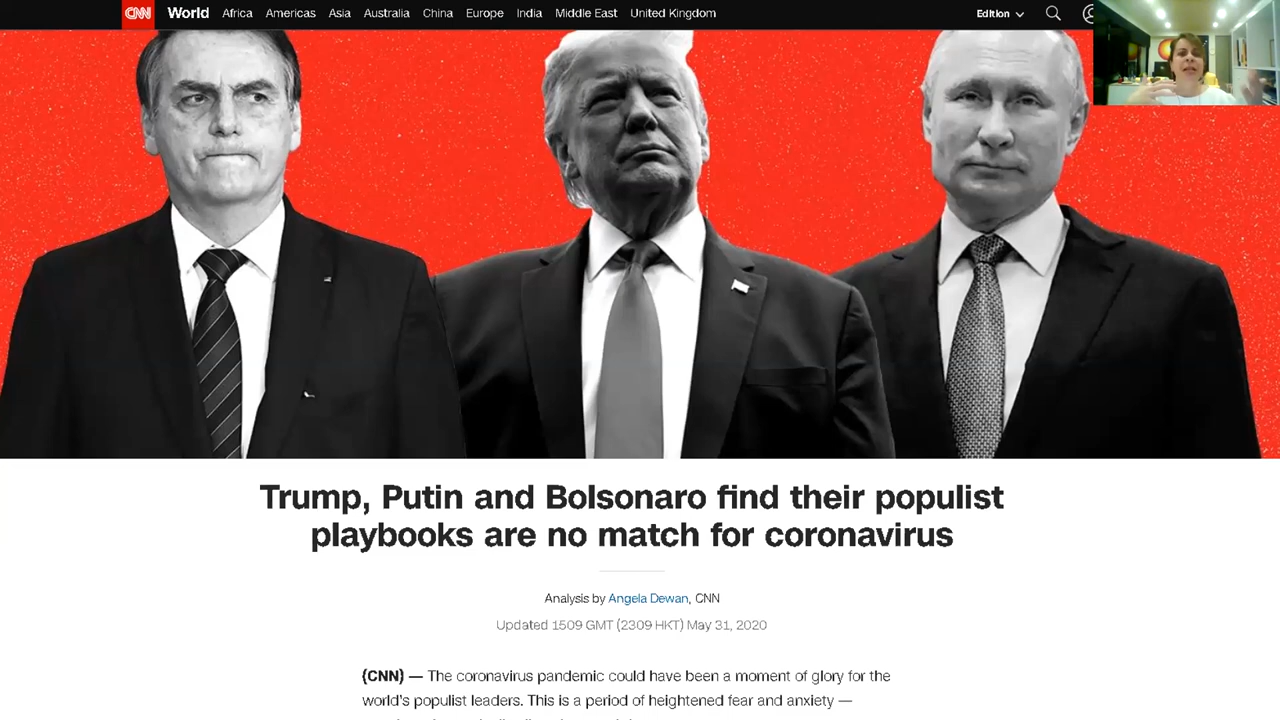 CNN World Africa Americas Asia Australia China Europe India Middle East United Kingdom Edition
Trump, Putin and Bolsonaro find their populist
playbooks are no match for coronavirus
Analysis by Angela Dewan, CNN
Updated 1509 GMT (2309 HKT) May 31, 2020
(CNN) — The coronavirus pandemic could have been a moment of glory for the
world's populist leaders. This is a period of heightened fear and anxiety —